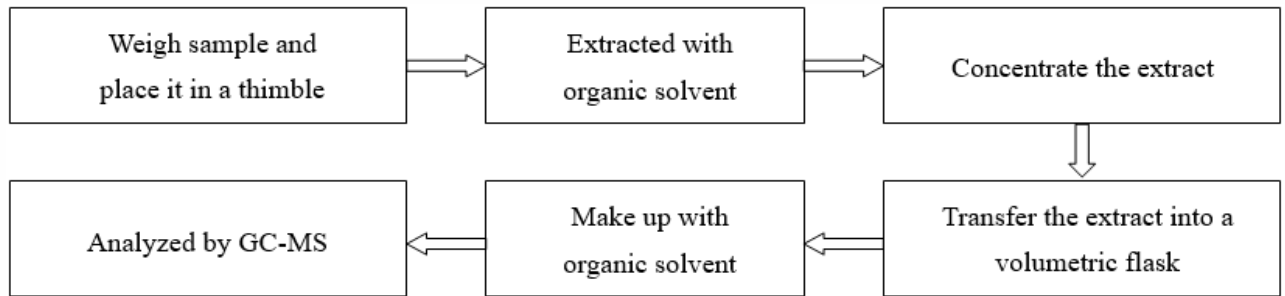 Weigh sample and
place it in a thimble
Extracted with
organic solvent
Concentrate the extract
Transfer the extract into a
volumetric flask
Make up with
organic solvent
Analyzed by GC-MS